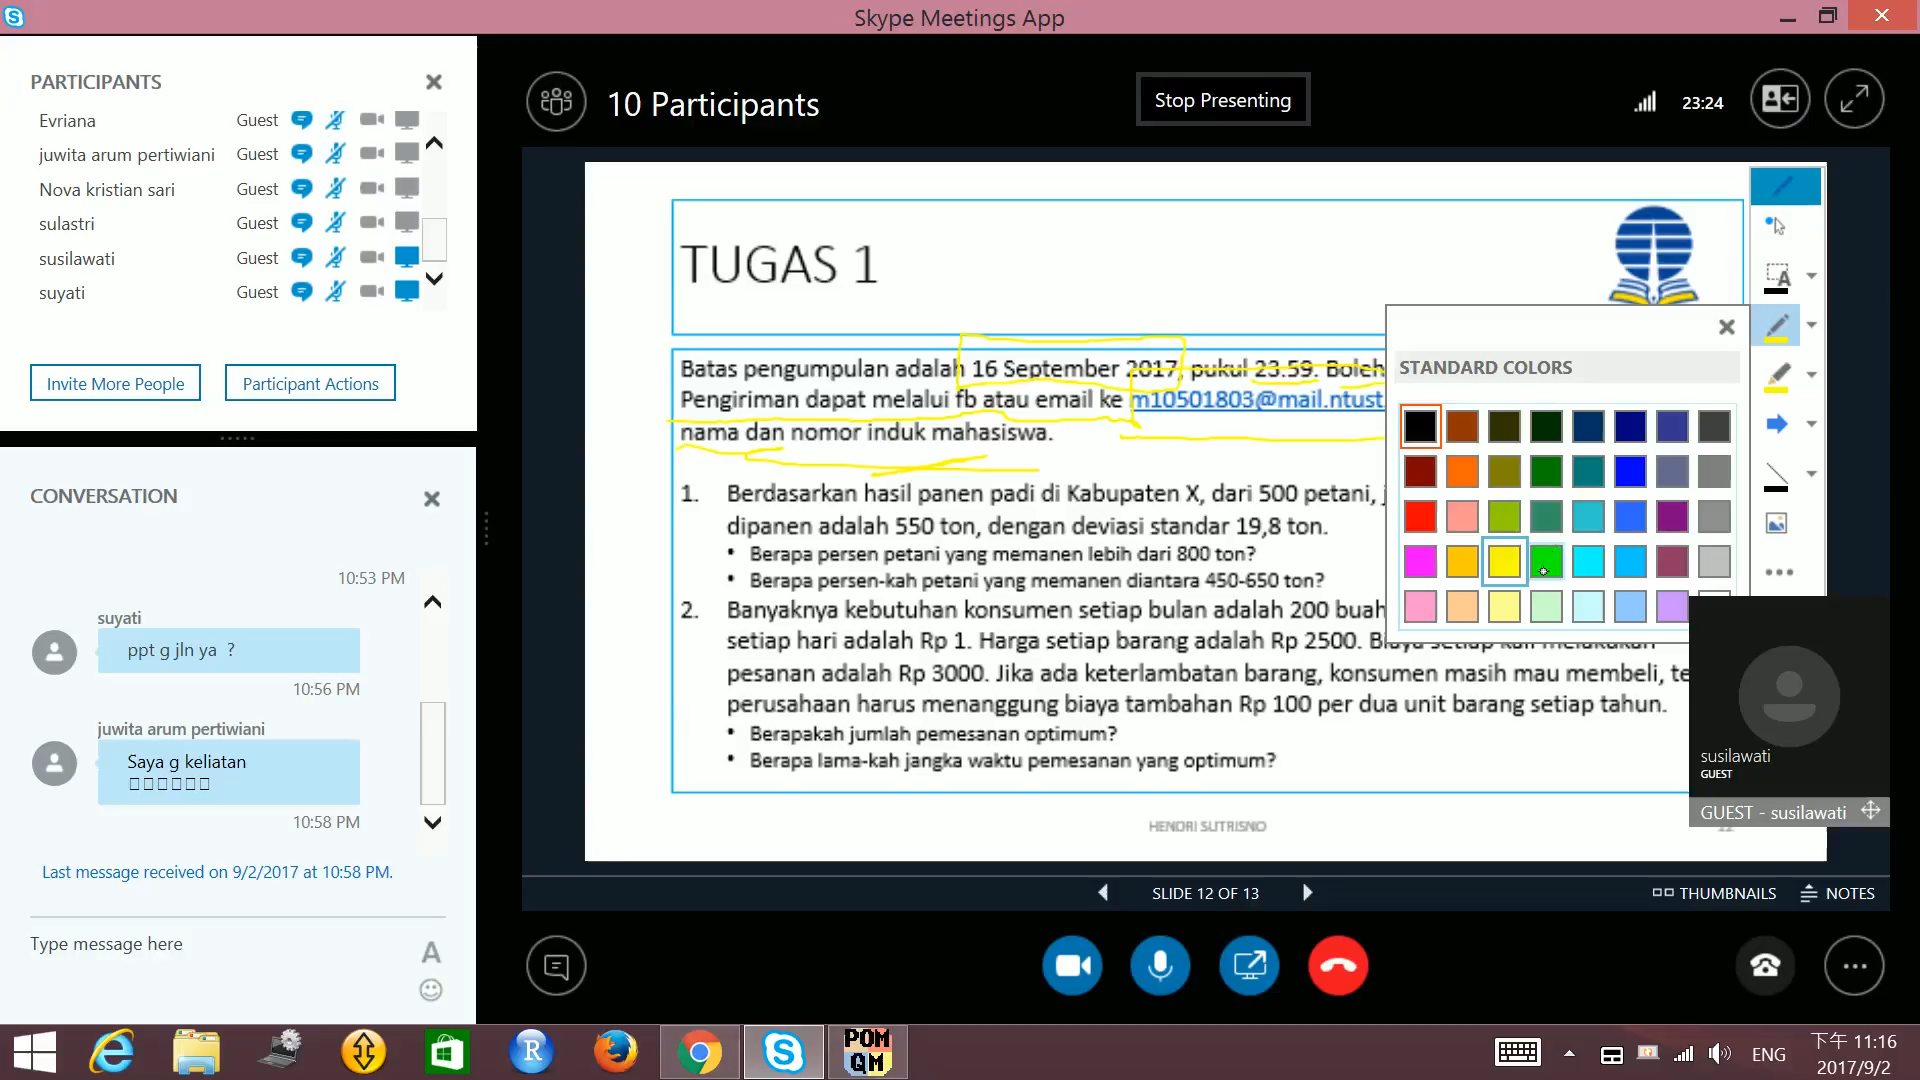 Skype Meetings App
PARTICIPANTS
Evriana Guest
juwita arum pertiwiani Guest
Nova kristian sari Guest
sulastri Guest
susilawati Guest
suyati Guest
Invite More People
Participant Actions
CONVERSATION
10:53 PM
suyati
ppt g jln ya ?
10:56 PM
juwita arum pertiwiani
Saya g keliatan
10:58 PM
Last message received on 9/2/2017 at 10:58 PM.
Type message here
10 Participants
Stop Presenting
23:24
TUGAS 1
Batas pengumpulan adalah 16 September 2017, pukul 23.59. Boleh
Pengiriman dapat melalui fb atau email ke m10501803@mail.ntust
nama dan nomor induk mahasiswa.
1. Berdasarkan hasil panen padi di Kabupaten X, dari 500 petani,
dipanen adalah 550 ton, dengan deviasi standar 19,8 ton.
• Berapa persen petani yang memanen lebih dari 800 ton?
• Berapa persen-kah petani yang memanen diantara 450-650 ton?
2. Banyaknya kebutuhan konsumen setiap bulan adalah 200 buah
setiap hari adalah Rp 1. Harga setiap barang adalah Rp 2500. Biaya setiap kali melakukan
pesanan adalah Rp 3000. Jika ada keterlambatan barang, konsumen masih mau membeli, te
perusahaan harus menanggung biaya tambahan Rp 100 per dua unit barang setiap tahun.
• Berapakah jumlah pemesanan optimum?
• Berapa lama-kah jangka waktu pemesanan yang optimum?
HENDRI SUTRISNO
STANDARD COLORS
susilawati
GUEST
GUEST - susilawati
SLIDE 12 OF 13
THUMBNAILS
NOTES
POM
QM
ENG
下午 11:16
2017/9/2